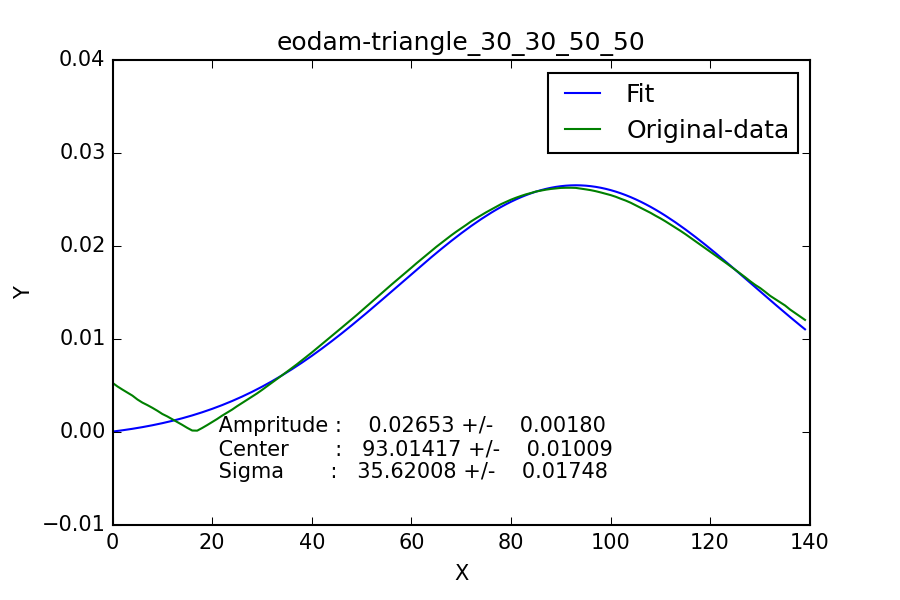 eodam-triangle_30_30_50_50
0.04
0.03
0.02
0.01
0.00
−0.01
Y
Fit
Original-data
Ampritude : 0.02653 +/- 0.00180
Center : 93.01417 +/- 0.01009
Sigma : 35.62008 +/- 0.01748
0 20 40 60 80 100 120 140
X